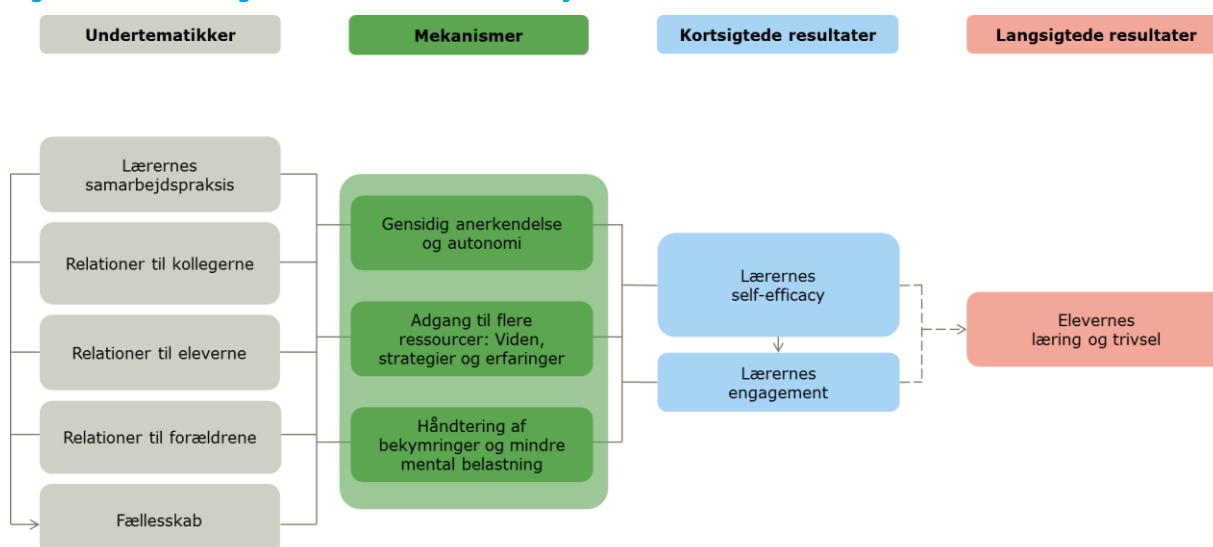 Undertematikker
Mekanismer
Kortsigtede resultater
Langsigtede resultater
Lærernes
samarbejdspraksis
Relationer til kollegerne
Relationer til eleverne
Relationer til forældrene
Fællesskab
Gensidig anerkendelse
og autonomi
Adgang til flere
ressourcer: Viden,
strategier og erfaringer
Håndtering af
bekymringer og mindre
mental belastning
Lærernes
self-efficacy
Lærernes
engagement
Elevernes
læring og trivsel